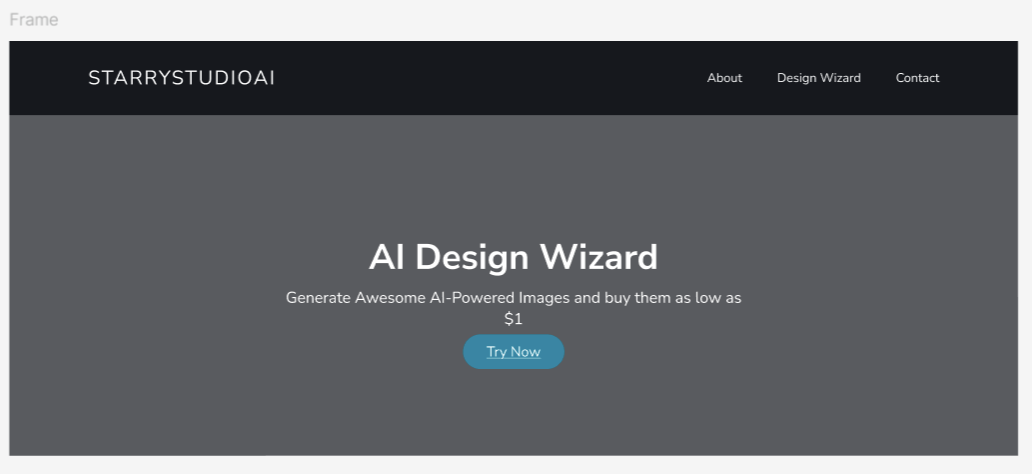 Frame
STARRYSTUDIOAI
About
Design Wizard
Contact
AI Design Wizard
Generate Awesome AI-Powered Images and buy them as low as
$1
Try Now